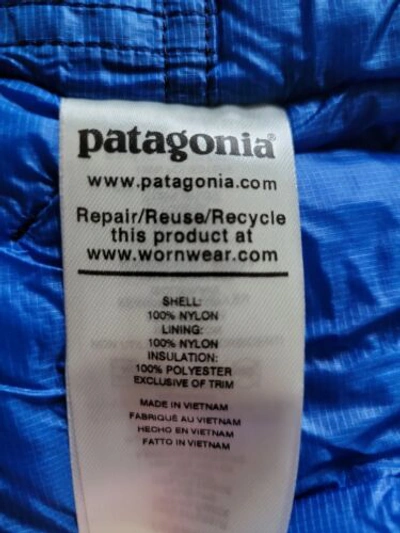 patagonia®
www.patagonia.com
Repair/Reuse/Recycle
this product at
www.wornwear.com
SHELL:
100% NYLON
LINING:
100% NYLON
INSULATION:
100% POLYESTER
EXCLUSIVE OF TRIM
MADE IN VIETNAM
FABRIQUÉ AU VIETNAM
HECHO EN VIETNAM
FATTO IN VIETNAM